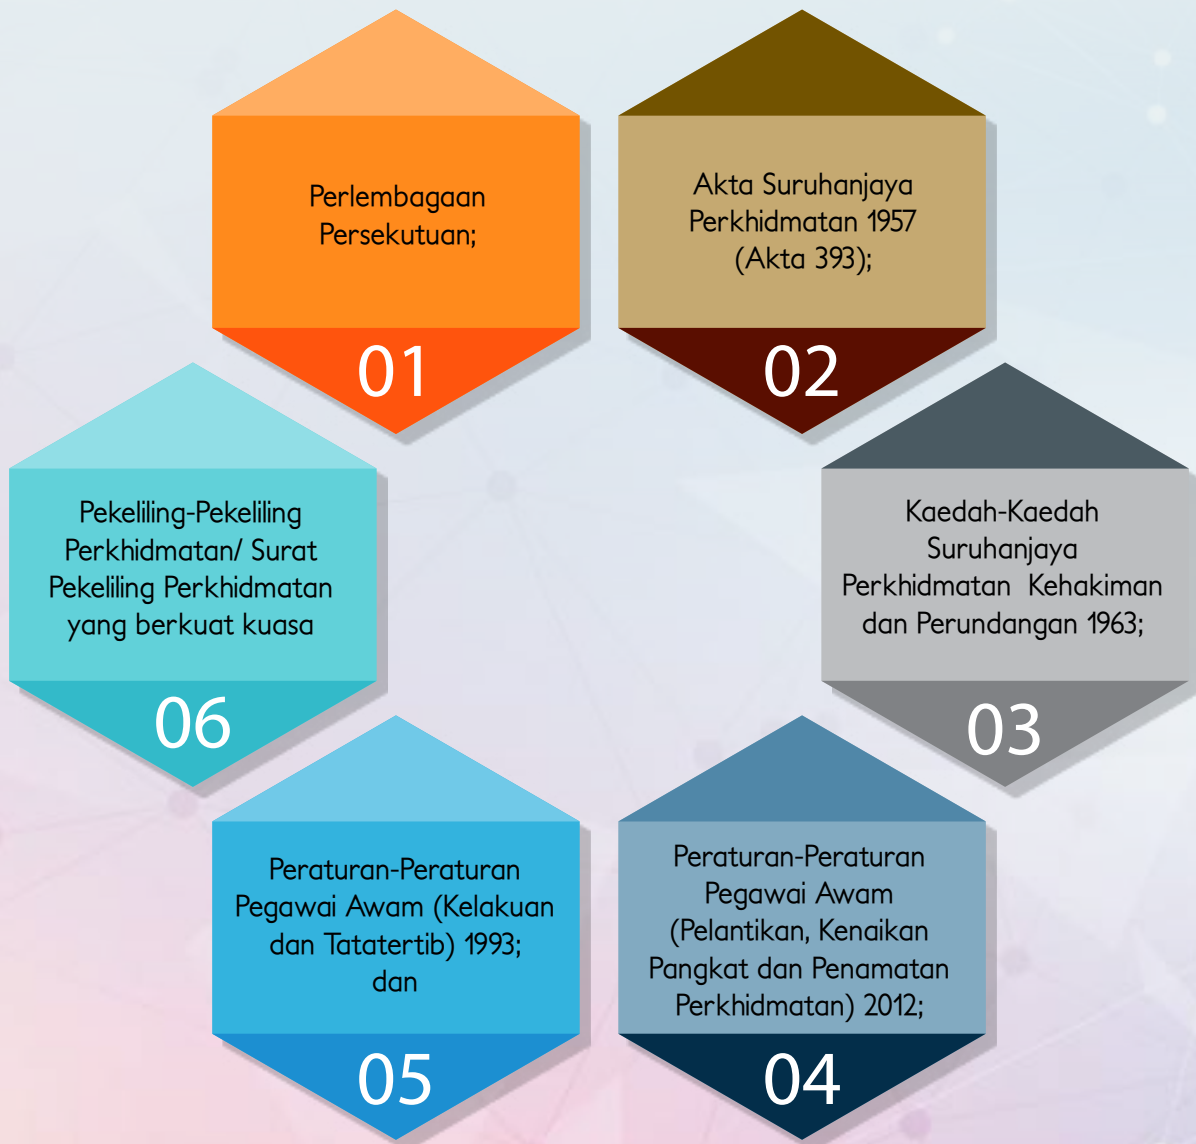 Perlembagaan
Persekutuan;
01
Akta Suruhanjaya
Perkhidmatan 1957
(Akta 393);
02
Kaedah-Kaedah
Suruhanjaya
Perkhidmatan Kehakiman
dan Perundangan 1963;
03
Peraturan-Peraturan
Pegawai Awam
(Pelantikan, Kenaikan
Pangkat dan Penamatan
Perkhidmatan) 2012;
04
Peraturan-Peraturan
Pegawai Awam (Kelakuan
dan Tatatertib) 1993;
dan
05
Pekeliling-Pekeliling
Perkhidmatan/ Surat
Pekeliling Perkhidmatan
yang berkuat kuasa
06